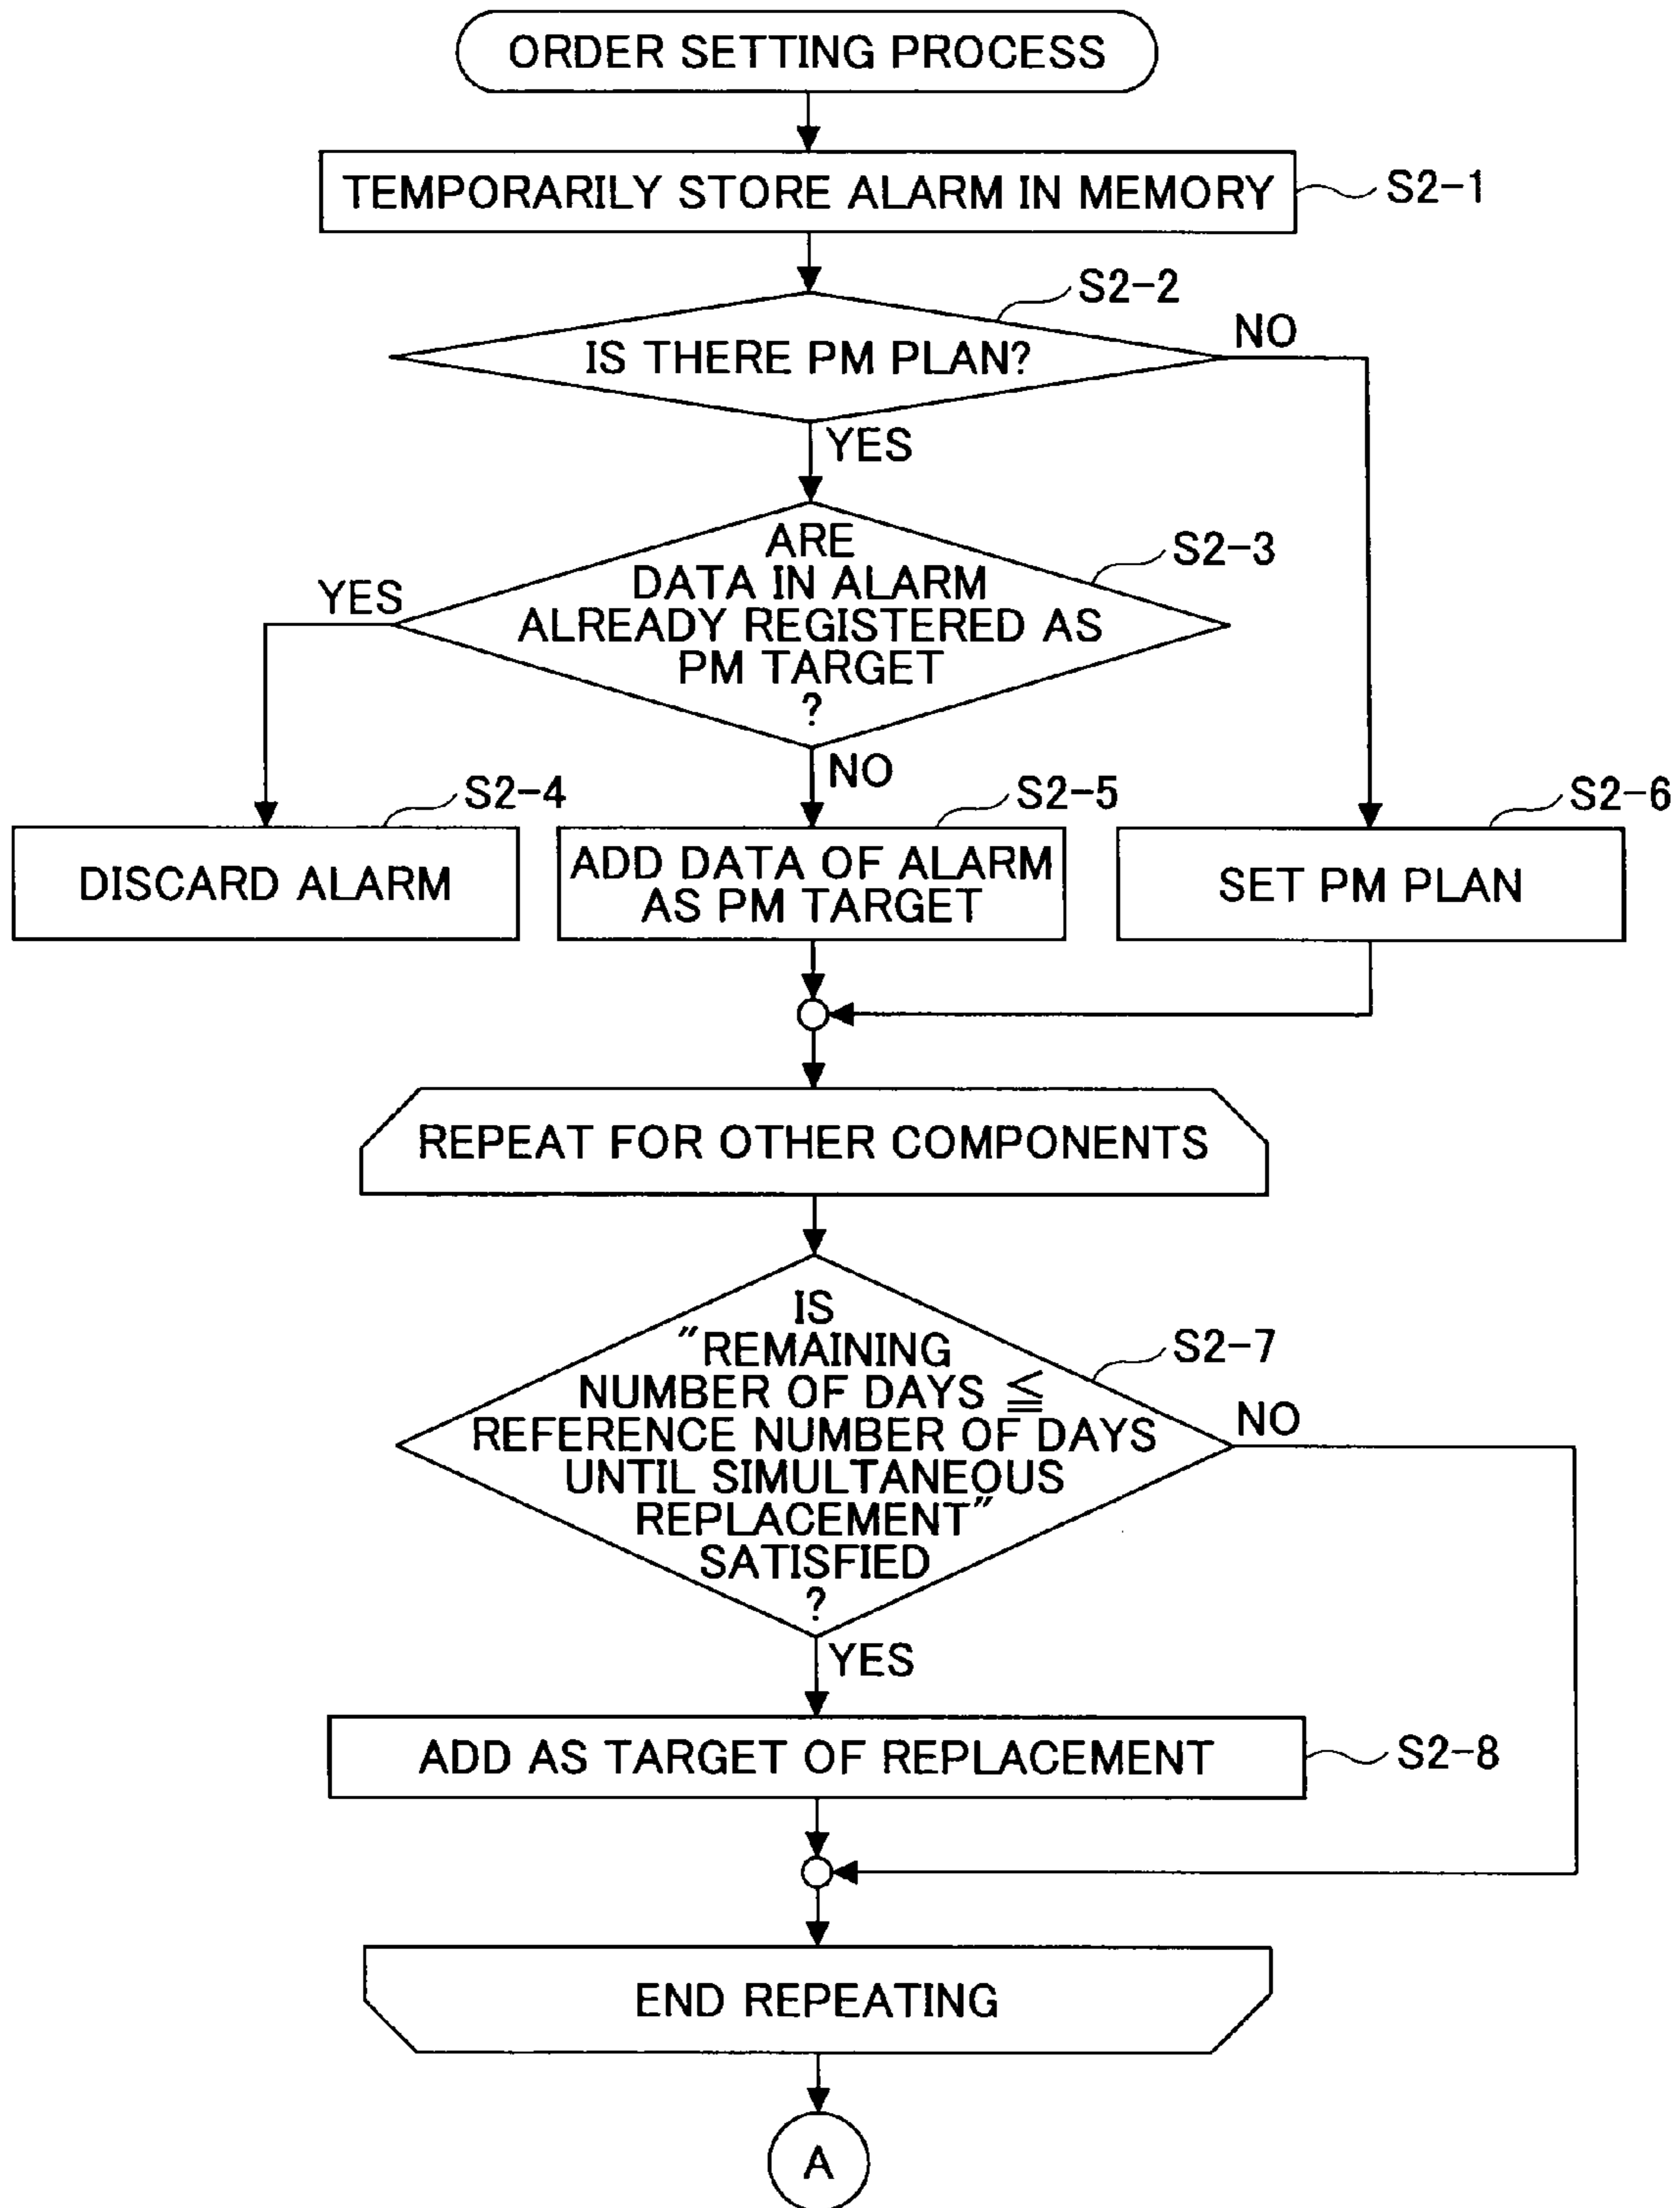 ORDER SETTING PROCESS
TEMPORARILY STORE ALARM IN MEMORY
S2-1
S2-2
IS THERE PM PLAN?
NO
YES
ARE
DATA IN ALARM
ALREADY REGISTERED AS
PM TARGET
?
S2-3
YES
NO
S2-4
DISCARD ALARM
S2-5
ADD DATA OF ALARM
AS PM TARGET
S2-6
SET PM PLAN
REPEAT FOR OTHER COMPONENTS
IS
"REMAINING
NUMBER OF DAYS ≦
REFERENCE NUMBER OF DAYS
UNTIL SIMULTANEOUS
REPLACEMENT"
SATISFIED
?
S2-7
NO
YES
ADD AS TARGET OF REPLACEMENT
S2-8
END REPEATING
A